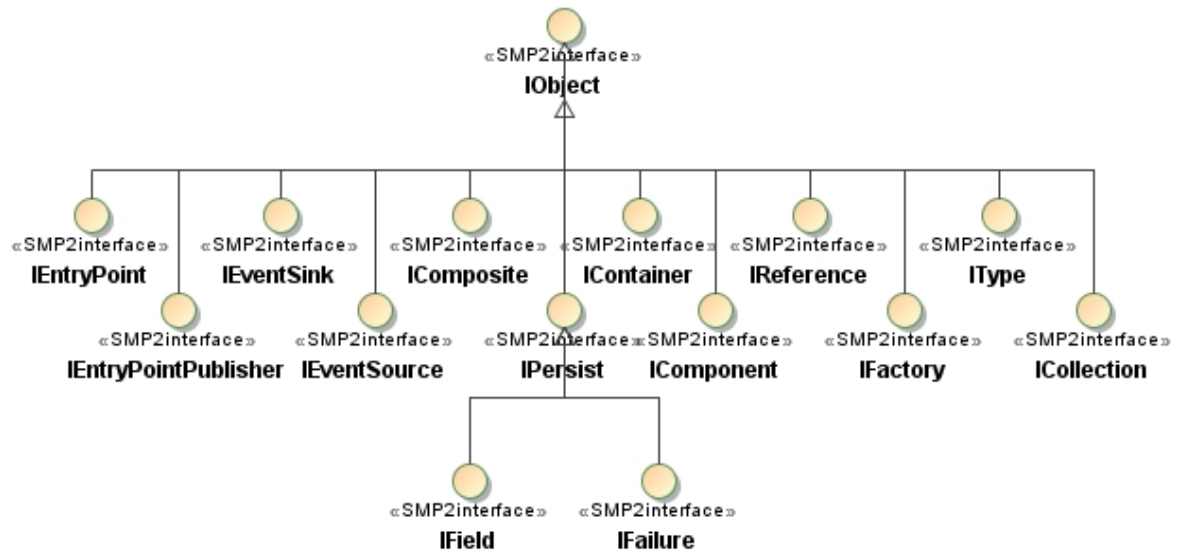 «SMP2interface»
IObject
«SMP2interface» «SMP2interface» «SMP2interface» «SMP2interface» «SMP2interface» «SMP2interface»
IEntryPoint IEventSink IComposite IContainer IReference IType
«SMP2interface» «SMP2interface» «SMP2interface» «SMP2interface» «SMP2interface» «SMP2interface»
IEntryPointPublisher IEventSource IPersist IComponent IFactory ICollection
«SMP2interface» «SMP2interface»
IField IFailure